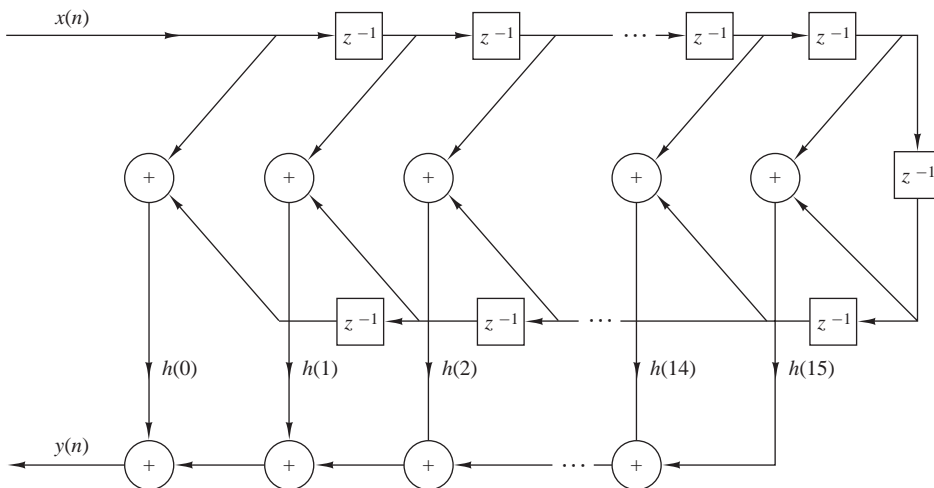 x(n)
z⁻¹ z⁻¹ ··· z⁻¹ z⁻¹
+ + + + + z⁻¹
z⁻¹ z⁻¹ ··· z⁻¹
h(0) h(1) h(2) h(14) h(15)
y(n)
+ + + ··· +